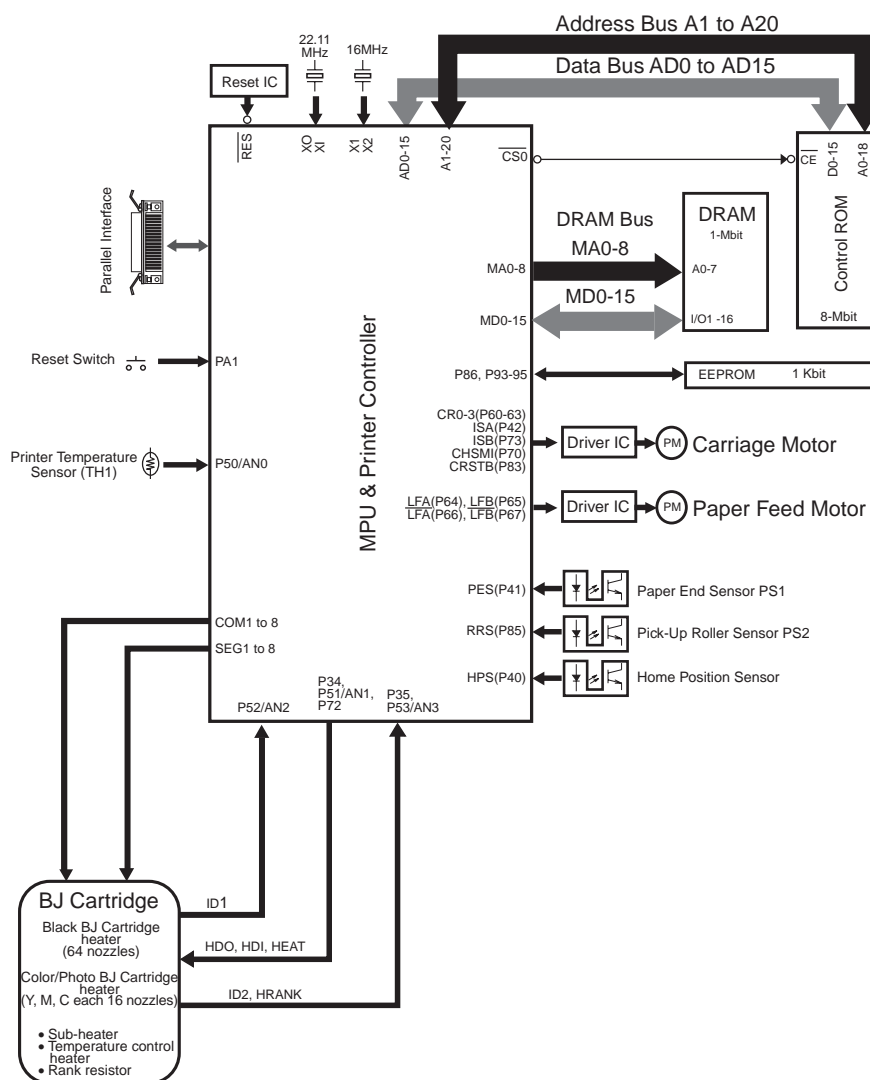 Address Bus A1 to A20
Data Bus AD0 to AD15
22.11
MHz
16MHz
Reset IC
RES
XO
XI
X1
X2
AD0-15
A1-20
CS0
CE
D0-15
A0-18
Control ROM
8-Mbit
Parallel Interface
DRAM Bus
MA0-8
MD0-15
DRAM
1-Mbit
A0-7
I/O1 -16
MA0-8
MD0-15
MPU & Printer Controller
Reset Switch
PA1
P86, P93-95
EEPROM 1 Kbit
Printer Temperature
Sensor (TH1)
P50/AN0
CR0-3(P60-63)
ISA(P42)
ISB(P73)
CHSMI(P70)
CRSTB(P83)
Driver IC
PM
Carriage Motor
LFA(P64), LFB(P65)
LFA(P66), LFB(P67)
Driver IC
PM
Paper Feed Motor
PES(P41)
Paper End Sensor PS1
RRS(P85)
Pick-Up Roller Sensor PS2
HPS(P40)
Home Position Sensor
COM1 to 8
SEG1 to 8
P52/AN2
P34,
P51/AN1,
P72
P35,
P53/AN3
BJ Cartridge
Black BJ Cartridge
heater
(64 nozzles)
Color/Photo BJ Cartridge
heater
(Y, M, C each 16 nozzles)
• Sub-heater
• Temperature control
heater
• Rank resistor
ID1
HDO, HDI, HEAT
ID2, HRANK